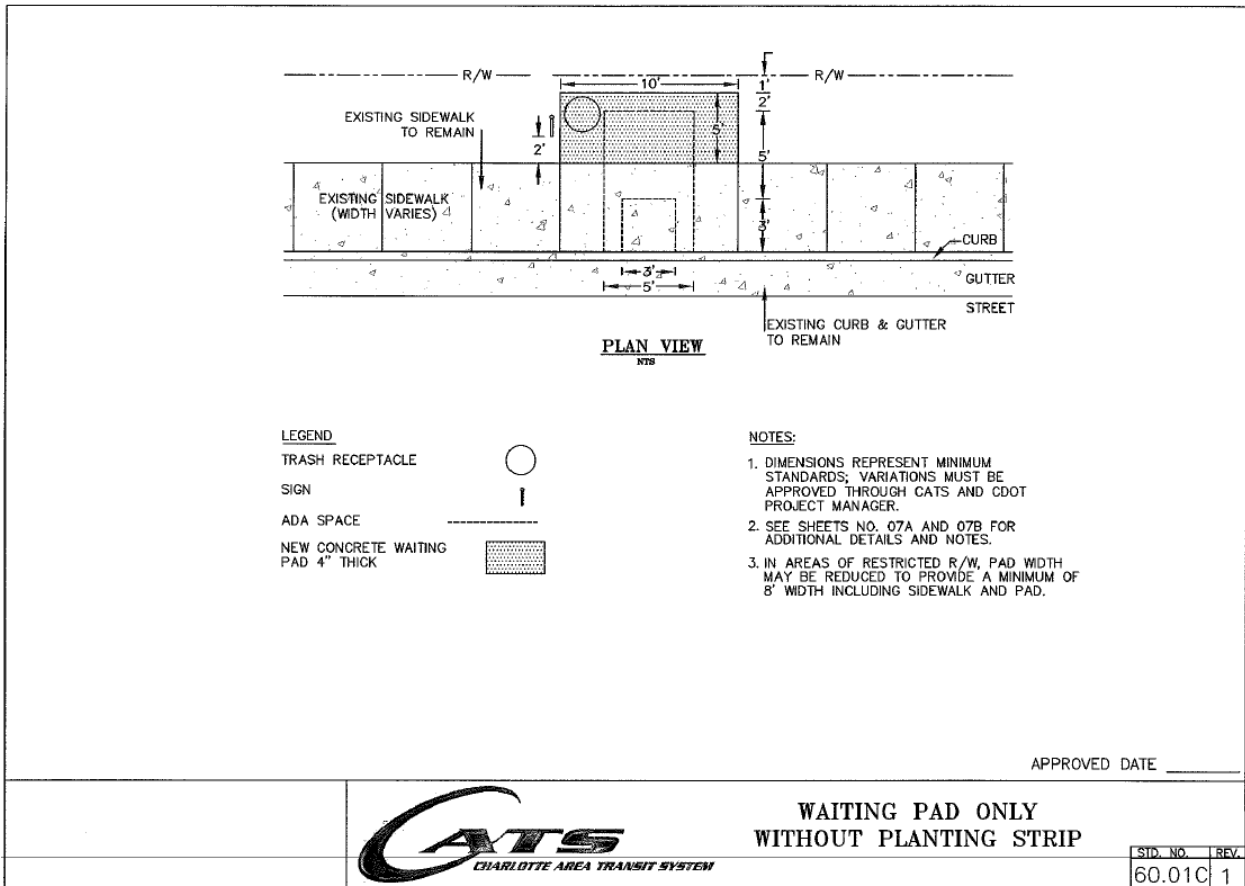 R/W
R/W
10'
1'
2'
EXISTING SIDEWALK
TO REMAIN
2'
5'
5'
EXISTING SIDEWALK
(WIDTH VARIES)
3'
CURB
3'
5'
GUTTER
STREET
EXISTING CURB & GUTTER
TO REMAIN
PLAN VIEW
NTS
LEGEND
TRASH RECEPTACLE
SIGN
ADA SPACE
NEW CONCRETE WAITING
PAD 4" THICK
NOTES:
1. DIMENSIONS REPRESENT MINIMUM
STANDARDS; VARIATIONS MUST BE
APPROVED THROUGH CATS AND CDOT
PROJECT MANAGER.
2. SEE SHEETS NO. 07A AND 07B FOR
ADDITIONAL DETAILS AND NOTES.
3. IN AREAS OF RESTRICTED R/W, PAD WIDTH
MAY BE REDUCED TO PROVIDE A MINIMUM OF
8' WIDTH INCLUDING SIDEWALK AND PAD.
APPROVED DATE
CATS
CHARLOTTE AREA TRANSIT SYSTEM
WAITING PAD ONLY
WITHOUT PLANTING STRIP
STD. NO. REV.
60.01C 1